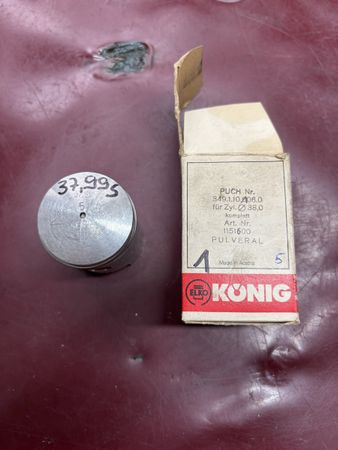 37,995
5
PUCH Nr.
349.1.10.106.0
für Zyl. Ø 38,0
komplett
Art. Nr.
1151600
PULVERAL
Made in Austria
1
5
ELKO
KÖNIG